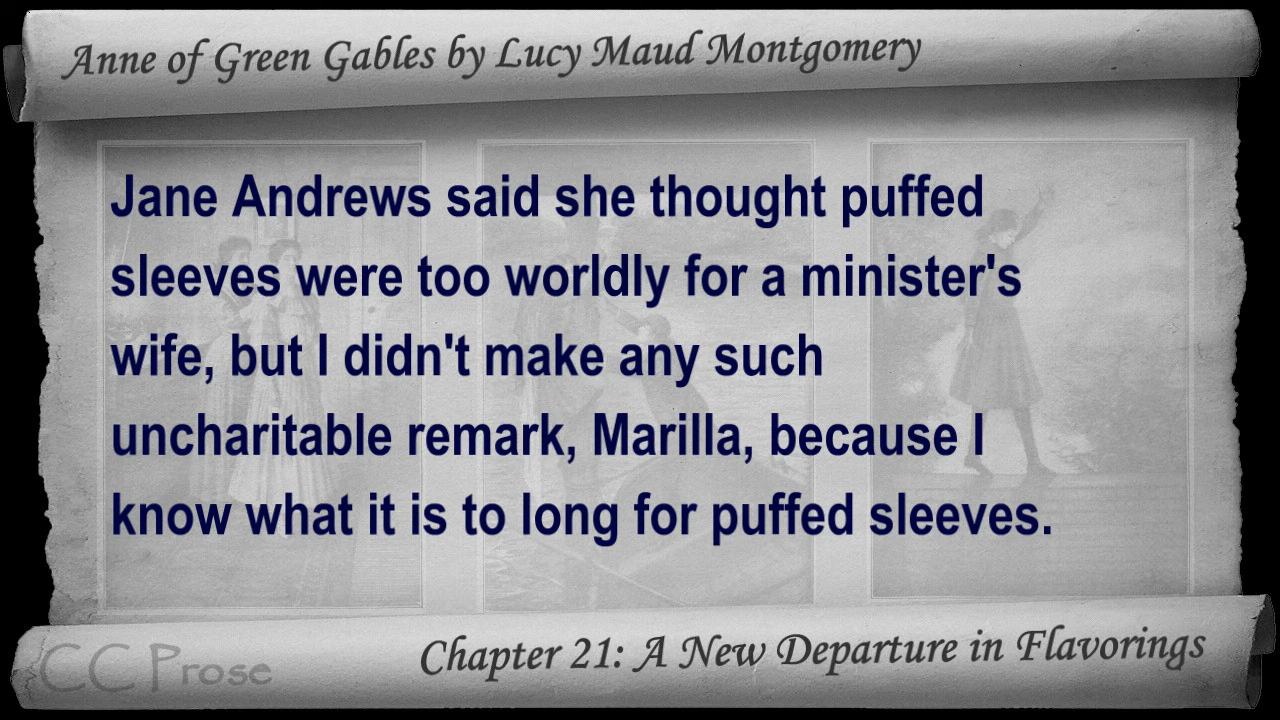 Anne of Green Gables by Lucy Maud Montgomery
Jane Andrews said she thought puffed
sleeves were too worldly for a minister's
wife, but I didn't make any such
uncharitable remark, Marilla, because I
know what it is to long for puffed sleeves.
Chapter 21: A New Departure in Flavorings
CC Prose